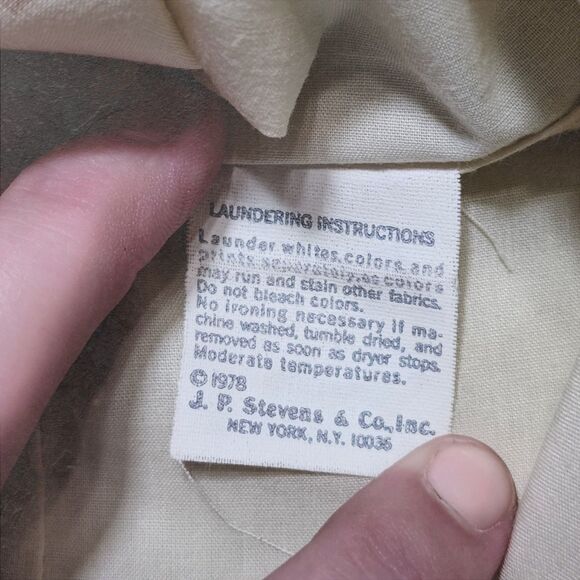 LAUNDERING INSTRUCTIONS
Launder whites, colors and
prints separately, as colors
may run and stain other fabrics.
Do not bleach colors.
No ironing necessary if ma-
chine washed, tumble dried, and
removed as soon as dryer stops.
Moderate temperatures.
© 1978
J. P. Stevens & Co., Inc.
NEW YORK, N.Y. 10036